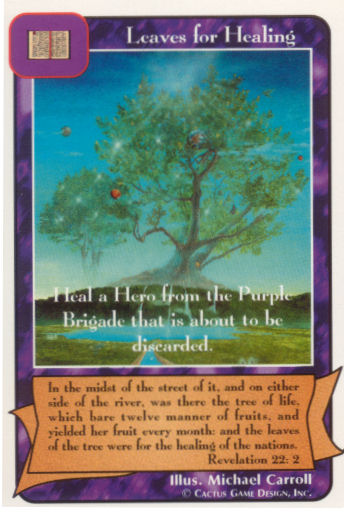 Leaves for Healing
Heal a Hero from the Purple
Brigade that is about to be
discarded.
In the midst of the street of it, and on either
side of the river, was there the tree of life,
which bare twelve manner of fruits, and
yielded her fruit every month: and the leaves
of the tree were for the healing of the nations.
Revelation 22: 2
Illus. Michael Carroll
© Cactus Game Design, Inc.